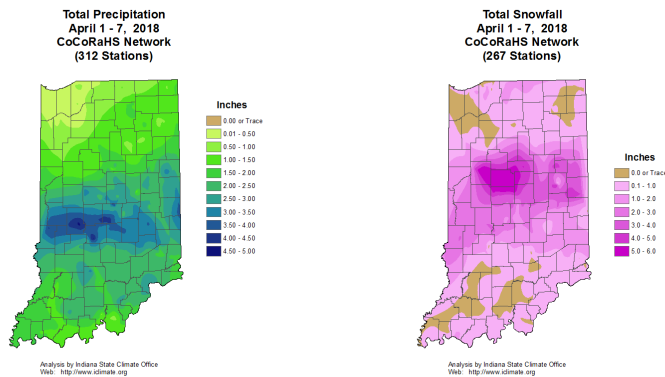 Total Precipitation
April 1 - 7, 2018
CoCoRaHS Network
(312 Stations)
Inches
0.00 or Trace
0.01 - 0.50
0.50 - 1.00
1.00 - 1.50
1.50 - 2.00
2.00 - 2.50
2.50 - 3.00
3.00 - 3.50
3.50 - 4.00
4.00 - 4.50
4.50 - 5.00
Analysis by Indiana State Climate Office
Web: http://www.iclimate.org
Total Snowfall
April 1 - 7, 2018
CoCoRaHS Network
(267 Stations)
Inches
0.0 or Trace
0.1 - 1.0
1.0 - 2.0
2.0 - 3.0
3.0 - 4.0
4.0 - 5.0
5.0 - 6.0
Analysis by Indiana State Climate Office
Web: http://www.iclimate.org